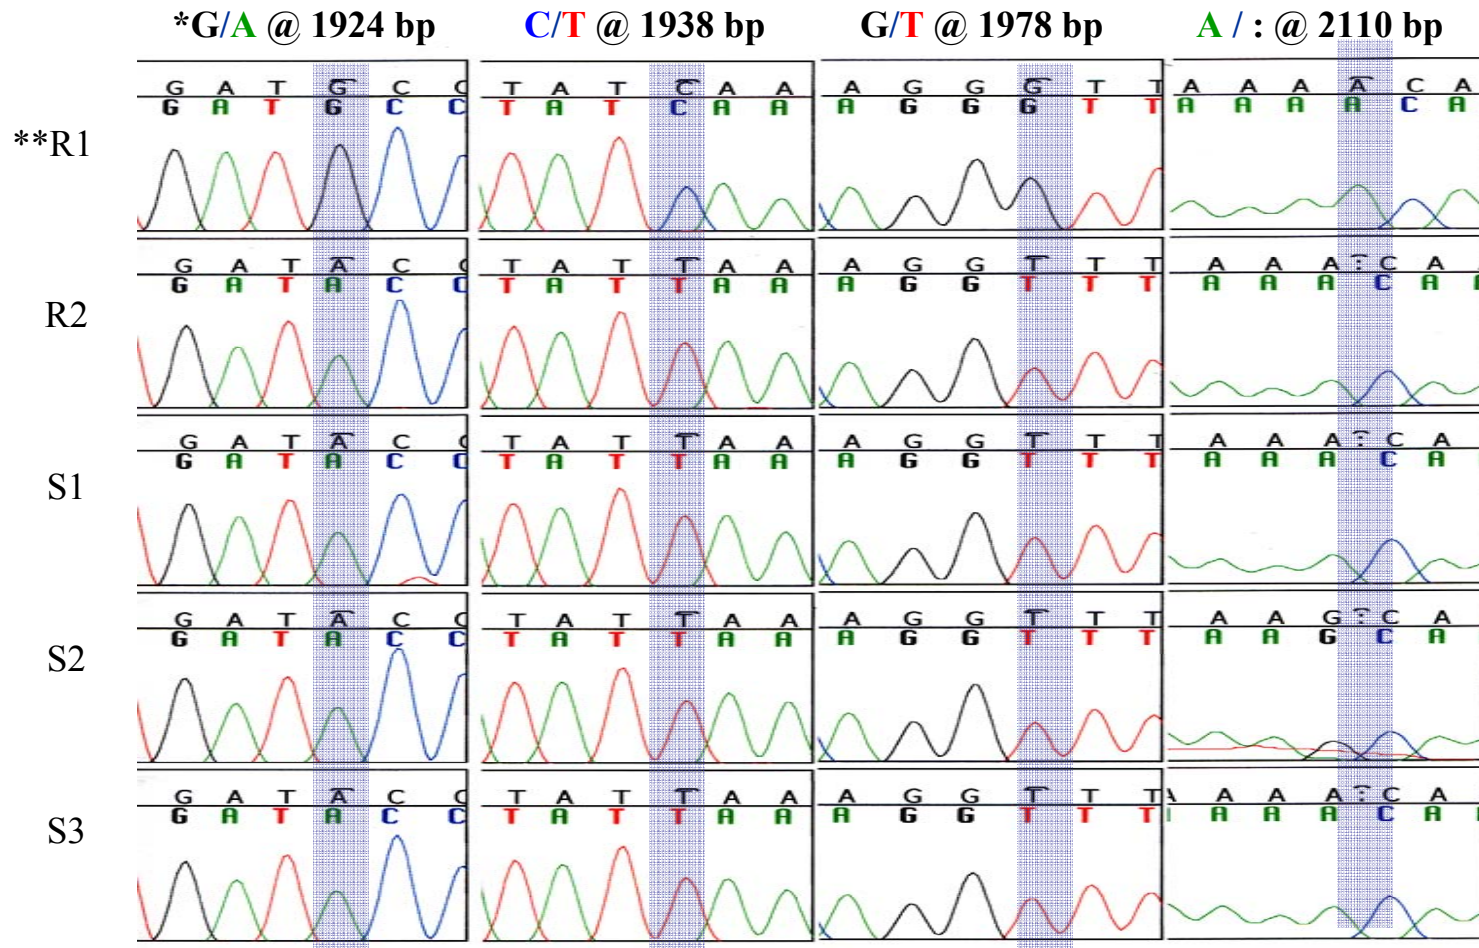 *G/A @ 1924 bp C/T @ 1938 bp G/T @ 1978 bp A / : @ 2110 bp
G A T G C C T A T C A A A G G G T T A A A A C A
G A T G C C T A T C A A A G G G T T A A A A C A
**R1
G A T A C C T A T T A A A G G T T T A A A : C A
G A T A C C T A T T A A A G G T T T A A A C A A
R2
G A T A C C T A T T A A A G G T T T A A A : C A
G A T A C C T A T T A A A G G T T T A A A C A
S1
G A T A C C T A T T A A A G G T T T A A G : C A
G A T A C C T A T T A A A G G T T T A A G C A
S2
G A T A C C T A T T A A A G G T T T A A A A : C A
G A T A C C T A T T A A A G G T T T A A A C A
S3